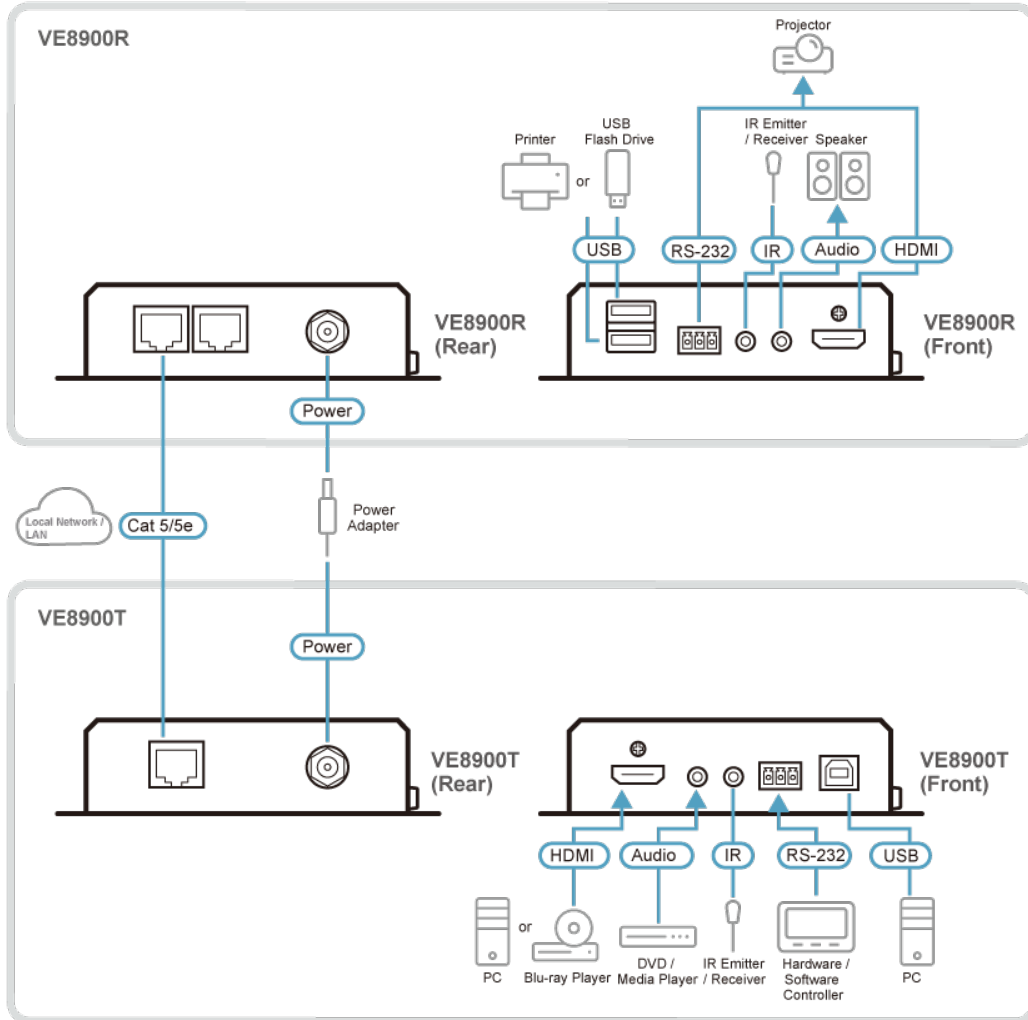 VE8900R
Projector
USB
Flash Drive
IR Emitter
/ Receiver
Printer
Speaker
or
USB
RS-232
IR
Audio
HDMI
VE8900R
(Rear)
VE8900R
(Front)
Power
Local Network /
LAN
Cat 5/5e
Power
Adapter
VE8900T
Power
VE8900T
(Rear)
VE8900T
(Front)
HDMI
Audio
IR
RS-232
USB
or
PC
Blu-ray Player
DVD /
Media Player
IR Emitter
/ Receiver
Hardware /
Software
Controller
PC